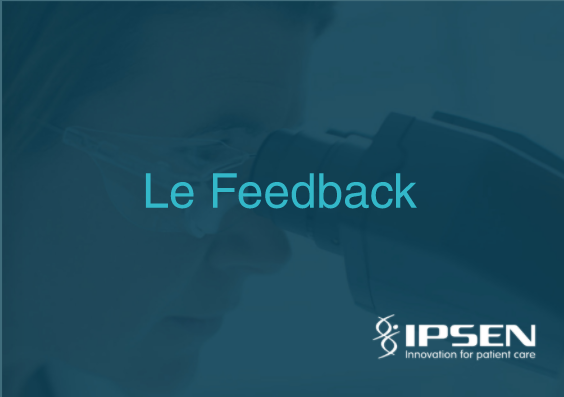 Le Feedback
IPSEN
Innovation for patient care